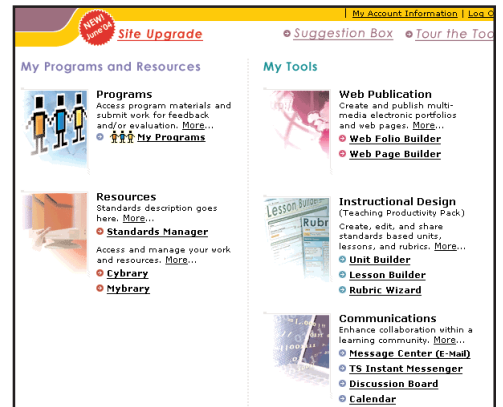 My Account Information | Log
NEW!
June'04
Site Upgrade
Suggestion Box
Tour the
My Programs and Resources
Programs
Access program materials and
submit work for feedback
and/or evaluation. More...
My Programs
Resources
Standards description goes
here. More...
Standards Manager
Access and manage your work
and resources. More...
Cybrary
Mybrary
My Tools
Web Publication
Create and publish multi-
media electronic portfolios
and web pages. More...
Web Folio Builder
Web Page Builder
Lesson Builder
Rubr
Instructional Design
(Teaching Productivity Pack)
Create, edit, and share
standards based units,
lessons, and rubrics. More...
Unit Builder
Lesson Builder
Rubric Wizard
Communications
Enhance collaboration within a
learning community. More...
Message Center (E-Mail)
TS Instant Messenger
Discussion Board
Calendar